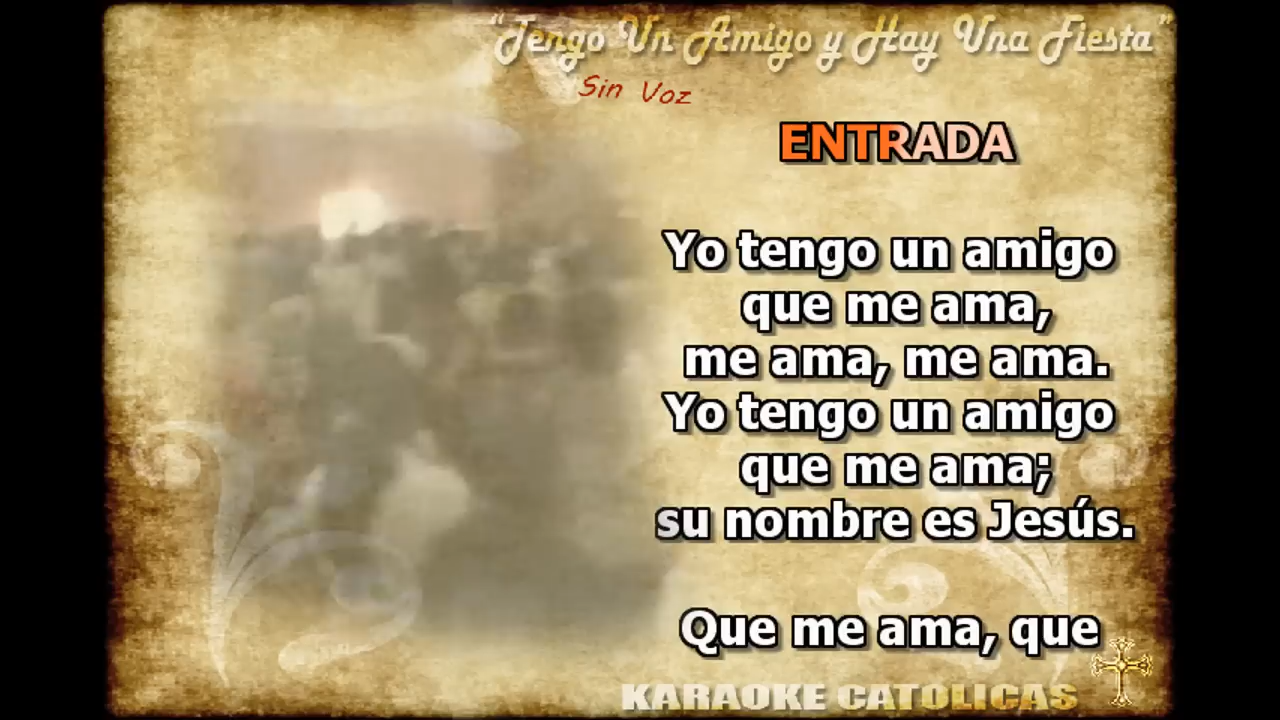 "Tengo Un Amigo y Hay Una Fiesta"
Sin Voz
ENTRADA
Yo tengo un amigo
que me ama,
me ama, me ama.
Yo tengo un amigo
que me ama;
su nombre es Jesús.
Que me ama, que
KARAOKE CATOLICAS